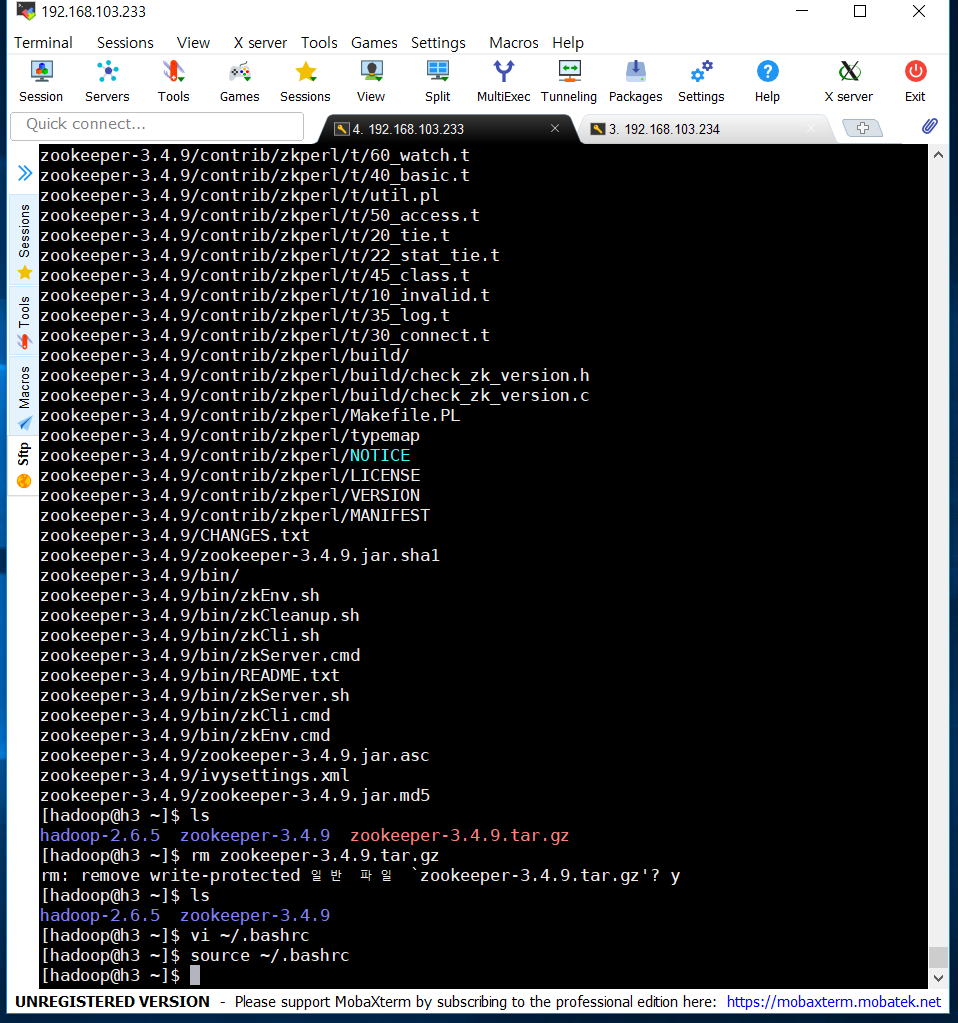 192.168.103.233
Terminal Sessions View X server Tools Games Settings Macros Help
Session Servers Tools Games Sessions View Split MultiExec Tunneling Packages Settings Help X server Exit
Quick connect...
4. 192.168.103.233
3. 192.168.103.234
Sessions
Tools
Macros
Sftp
zookeeper-3.4.9/contrib/zkperl/t/60_watch.t
zookeeper-3.4.9/contrib/zkperl/t/40_basic.t
zookeeper-3.4.9/contrib/zkperl/t/util.pl
zookeeper-3.4.9/contrib/zkperl/t/50_access.t
zookeeper-3.4.9/contrib/zkperl/t/20_tie.t
zookeeper-3.4.9/contrib/zkperl/t/22_stat_tie.t
zookeeper-3.4.9/contrib/zkperl/t/45_class.t
zookeeper-3.4.9/contrib/zkperl/t/10_invalid.t
zookeeper-3.4.9/contrib/zkperl/t/35_log.t
zookeeper-3.4.9/contrib/zkperl/t/30_connect.t
zookeeper-3.4.9/contrib/zkperl/build/
zookeeper-3.4.9/contrib/zkperl/build/check_zk_version.h
zookeeper-3.4.9/contrib/zkperl/build/check_zk_version.c
zookeeper-3.4.9/contrib/zkperl/Makefile.PL
zookeeper-3.4.9/contrib/zkperl/typemap
zookeeper-3.4.9/contrib/zkperl/NOTICE
zookeeper-3.4.9/contrib/zkperl/LICENSE
zookeeper-3.4.9/contrib/zkperl/VERSION
zookeeper-3.4.9/contrib/zkperl/MANIFEST
zookeeper-3.4.9/CHANGES.txt
zookeeper-3.4.9/zookeeper-3.4.9.jar.sha1
zookeeper-3.4.9/bin/
zookeeper-3.4.9/bin/zkEnv.sh
zookeeper-3.4.9/bin/zkCleanup.sh
zookeeper-3.4.9/bin/zkCli.sh
zookeeper-3.4.9/bin/zkServer.cmd
zookeeper-3.4.9/bin/README.txt
zookeeper-3.4.9/bin/zkServer.sh
zookeeper-3.4.9/bin/zkCli.cmd
zookeeper-3.4.9/bin/zkEnv.cmd
zookeeper-3.4.9/zookeeper-3.4.9.jar.asc
zookeeper-3.4.9/ivysettings.xml
zookeeper-3.4.9/zookeeper-3.4.9.jar.md5
[hadoop@h3 ~]$ ls
hadoop-2.6.5 zookeeper-3.4.9 zookeeper-3.4.9.tar.gz
[hadoop@h3 ~]$ rm zookeeper-3.4.9.tar.gz
rm: remove write-protected 일반 파일 `zookeeper-3.4.9.tar.gz'? y
[hadoop@h3 ~]$ ls
hadoop-2.6.5 zookeeper-3.4.9
[hadoop@h3 ~]$ vi ~/.bashrc
[hadoop@h3 ~]$ source ~/.bashrc
[hadoop@h3 ~]$
UNREGISTERED VERSION - Please support MobaXterm by subscribing to the professional edition here: https://mobaxterm.mobatek.net